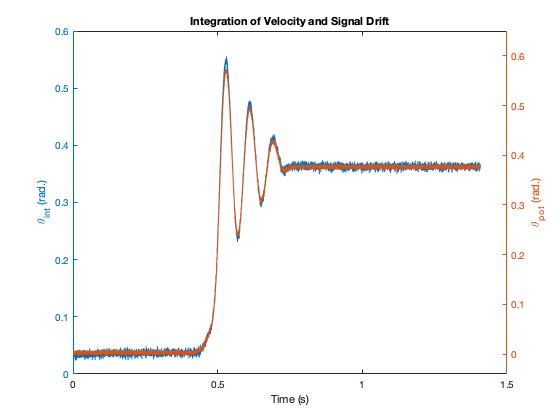 Integration of Velocity and Signal Drift
0.6
0.5
0.4
0.3
0.2
0.1
0
θint (rad.)
0.6
0.5
0.4
0.3
0.2
0.1
0
θpot (rad.)
0 0.5 1 1.5
Time (s)